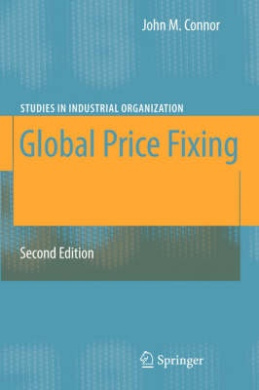 John M. Connor
STUDIES IN INDUSTRIAL ORGANIZATION
Global Price Fixing
Second Edition
Springer